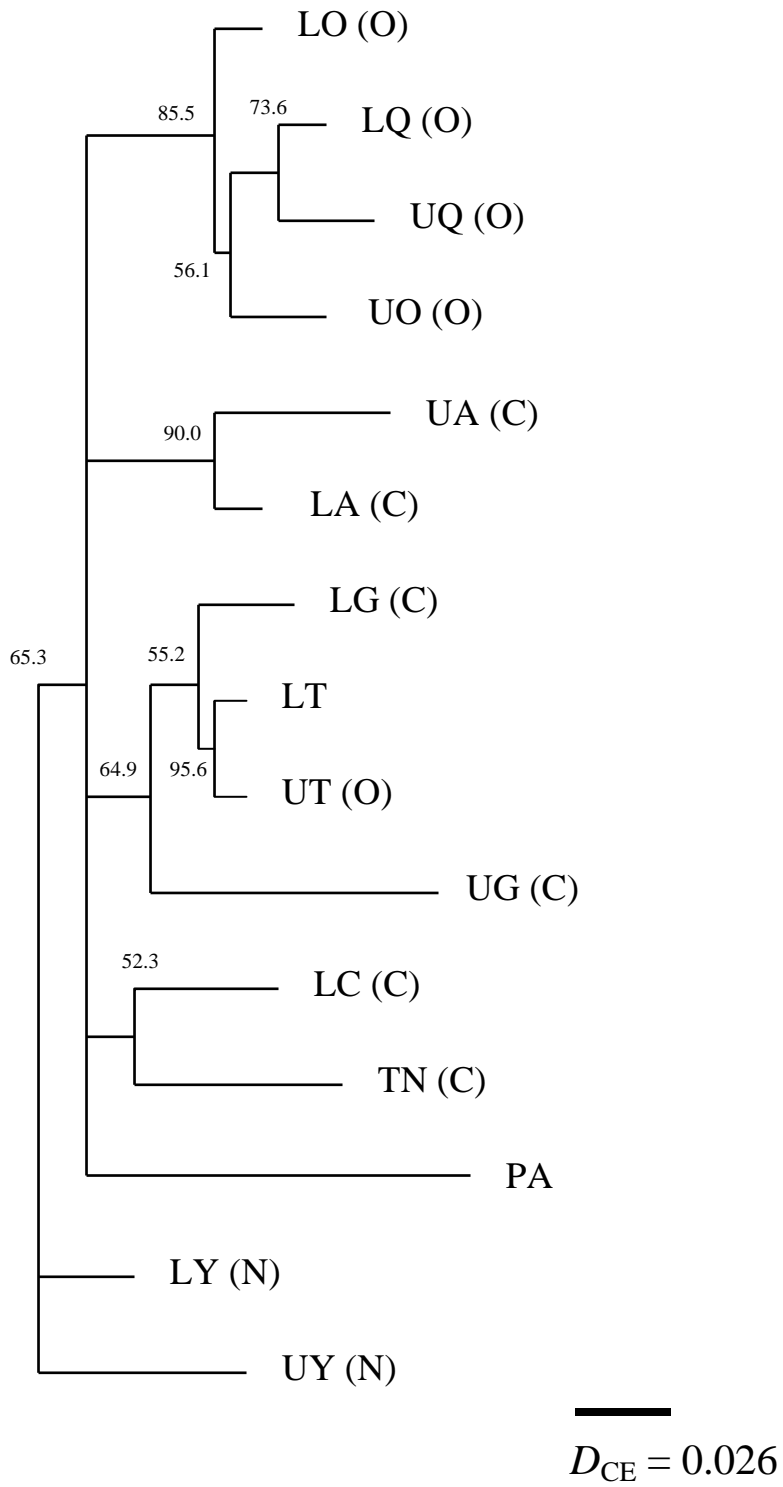 LO (O)
85.5
73.6
LQ (O)
UQ (O)
56.1
UO (O)
UA (C)
90.0
LA (C)
LG (C)
65.3
55.2
LT
64.9
95.6
UT (O)
UG (C)
52.3
LC (C)
TN (C)
PA
LY (N)
UY (N)
D_CE = 0.026